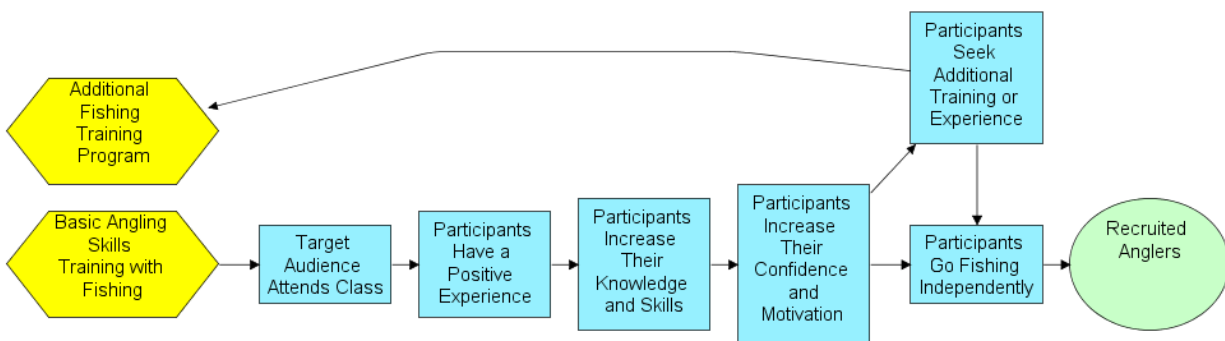 Participants
Seek
Additional
Training or
Experience
Additional
Fishing
Training
Program
Basic Angling
Skills
Training with
Fishing
Target
Audience
Attends Class
Participants
Have a
Positive
Experience
Participants
Increase
Their
Knowledge
and Skills
Participants
Increase
Their
Confidence
and
Motivation
Participants
Go Fishing
Independently
Recruited
Anglers